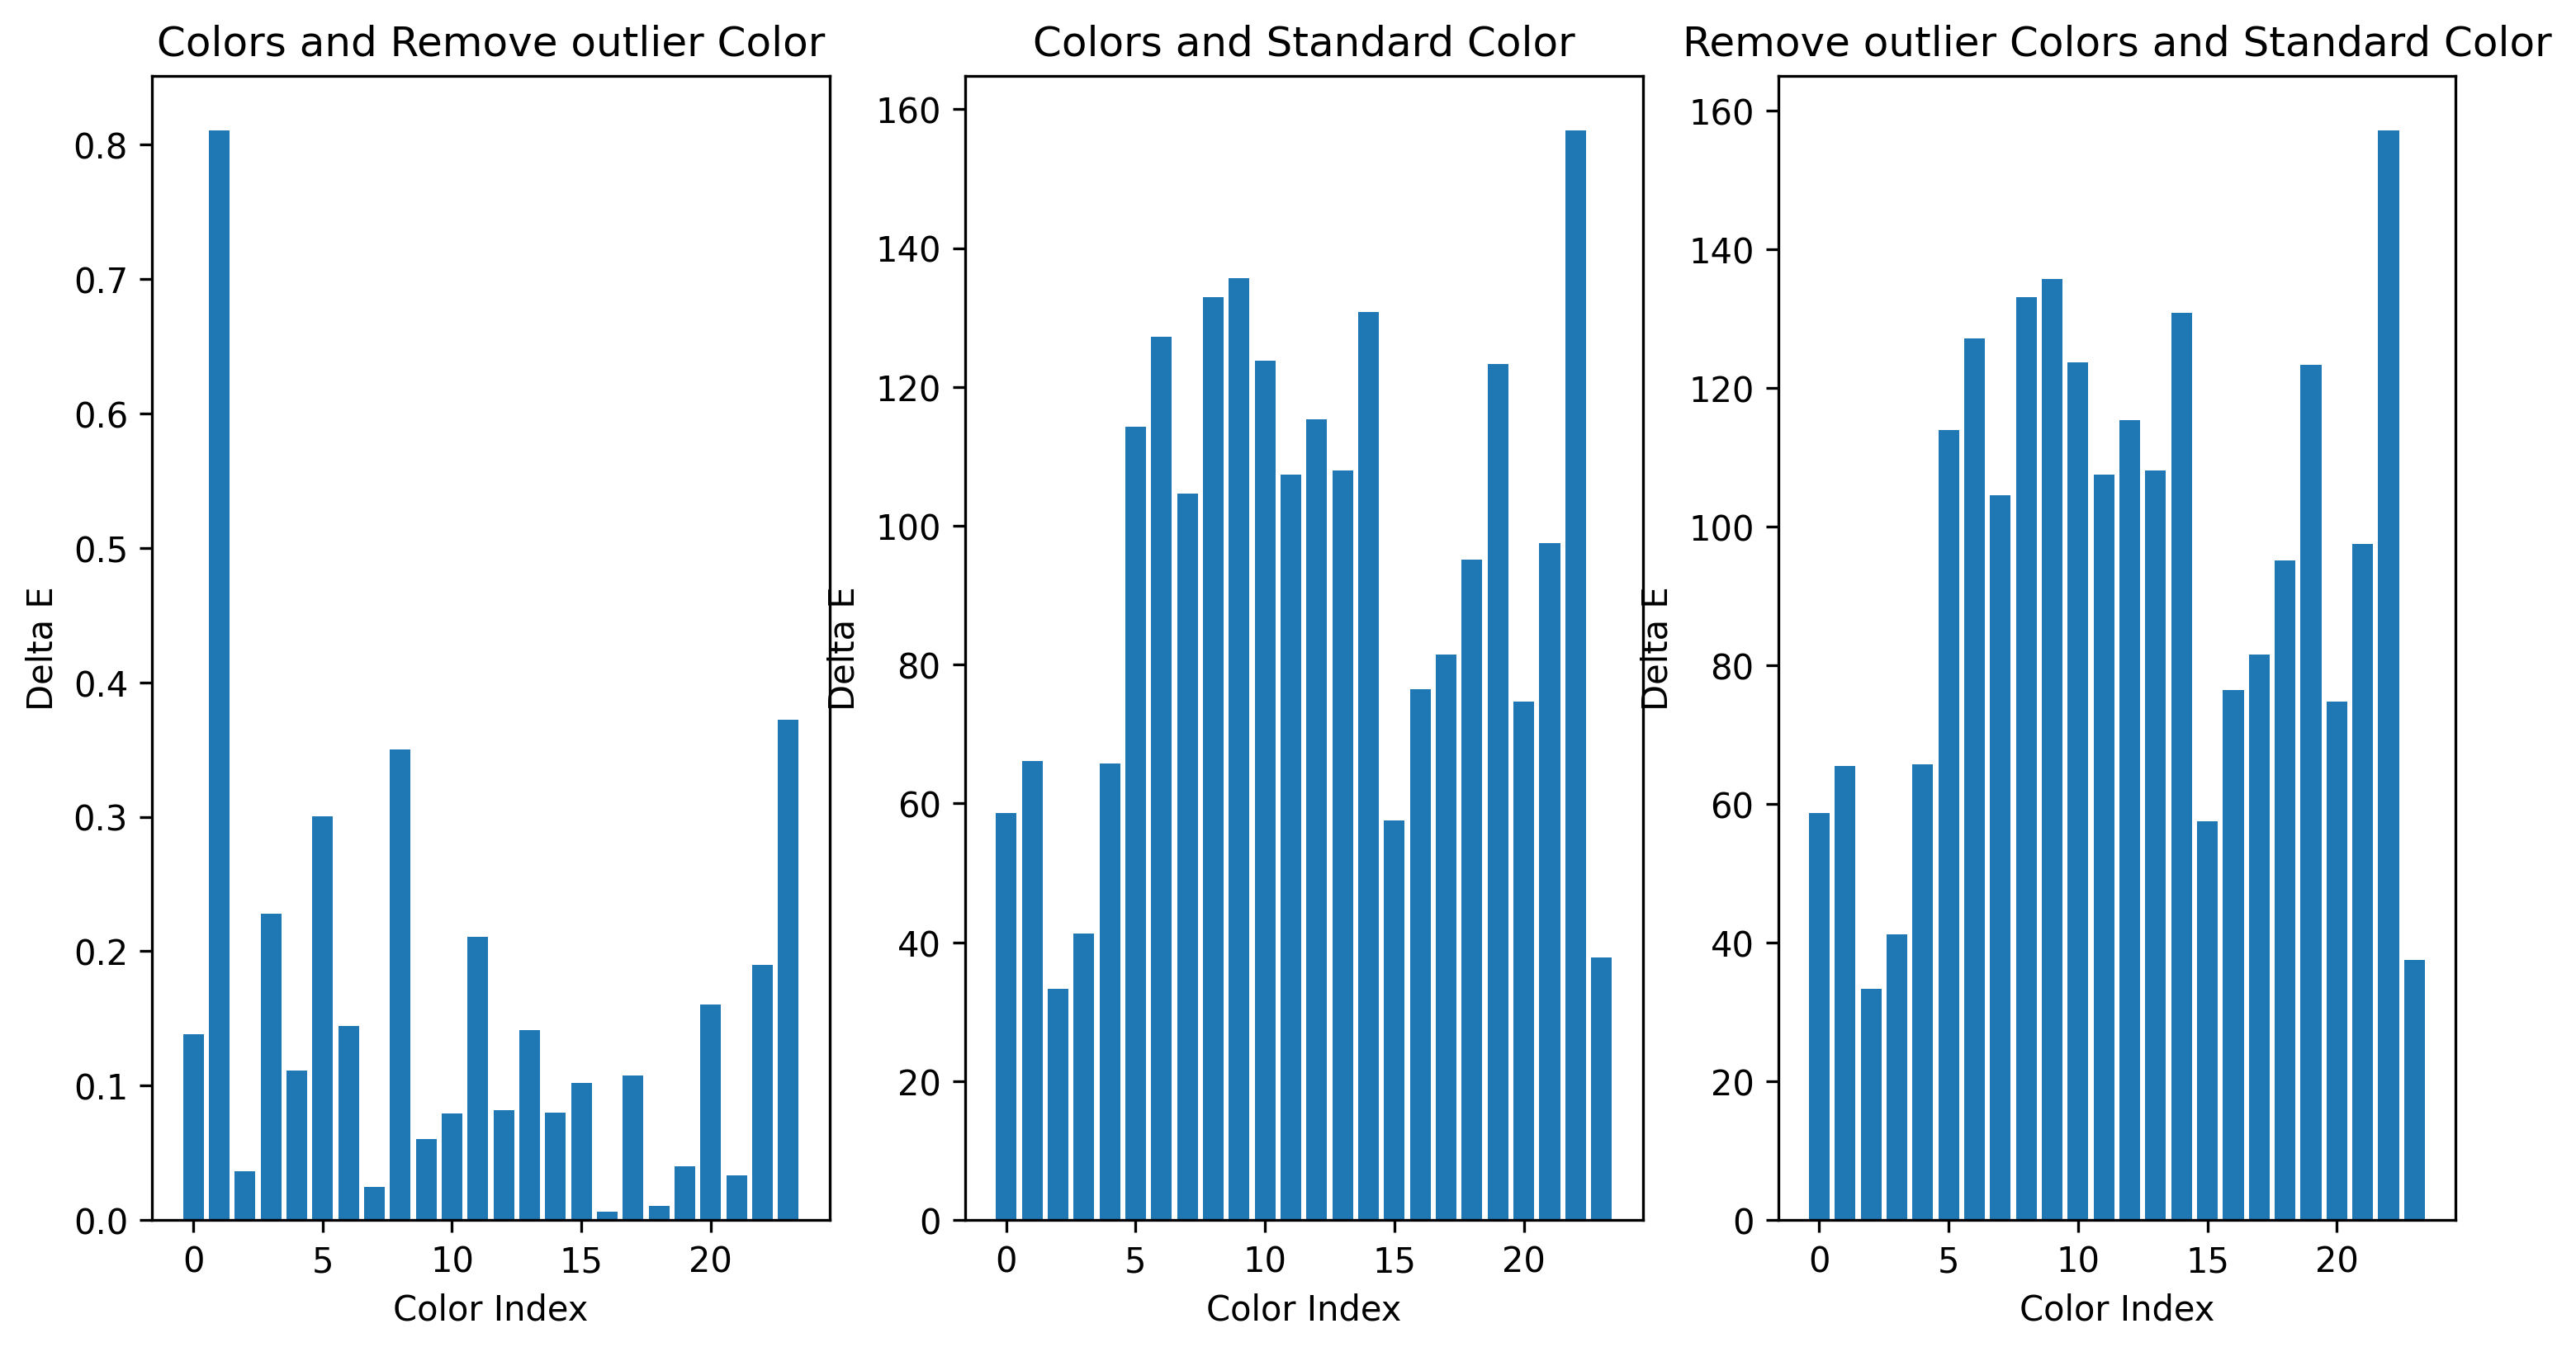 Colors and Remove outlier Color
Delta E
0.8
0.7
0.6
0.5
0.4
0.3
0.2
0.1
0.0
0 5 10 15 20
Color Index
Colors and Standard Color
Delta E
160
140
120
100
80
60
40
20
0
0 5 10 15 20
Color Index
Remove outlier Colors and Standard Color
Delta E
160
140
120
100
80
60
40
20
0
0 5 10 15 20
Color Index